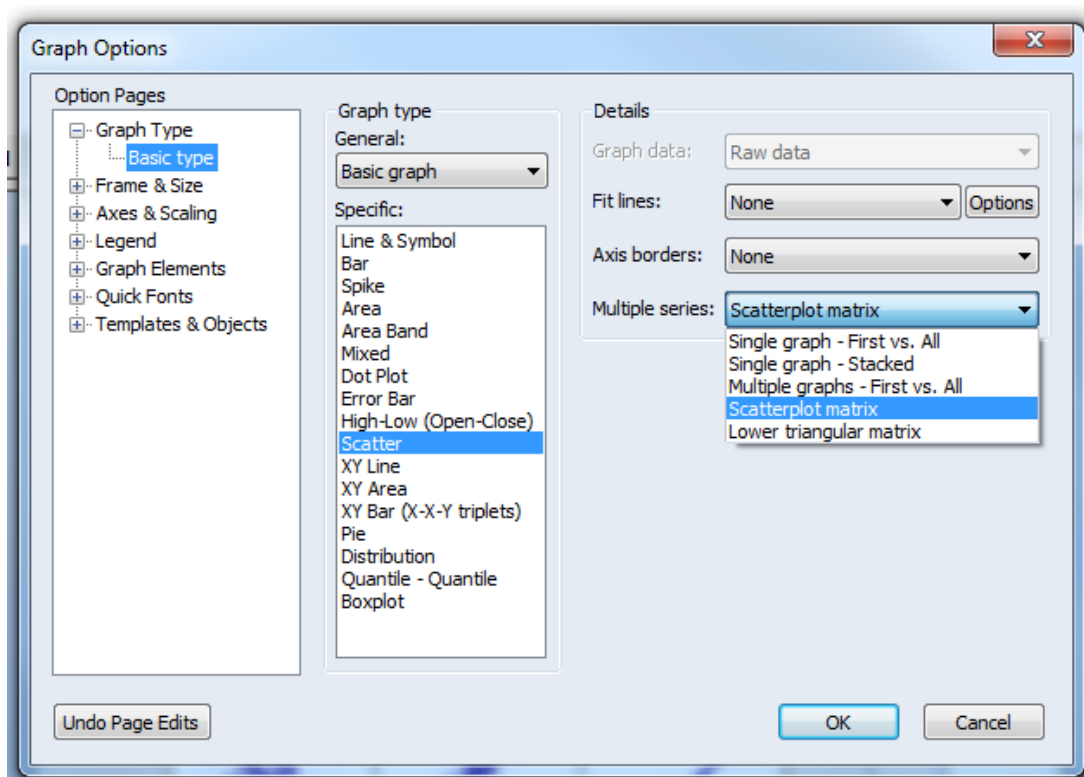 Graph Options
Option Pages
Graph Type
Basic type
Frame & Size
Axes & Scaling
Legend
Graph Elements
Quick Fonts
Templates & Objects
Graph type
General:
Basic graph
Specific:
Line & Symbol
Bar
Spike
Area
Area Band
Mixed
Dot Plot
Error Bar
High-Low (Open-Close)
Scatter
XY Line
XY Area
XY Bar (X-X-Y triplets)
Pie
Distribution
Quantile - Quantile
Boxplot
Details
Graph data: Raw data
Fit lines: None Options
Axis borders: None
Multiple series: Scatterplot matrix
Single graph - First vs. All
Single graph - Stacked
Multiple graphs - First vs. All
Scatterplot matrix
Lower triangular matrix
Undo Page Edits OK Cancel